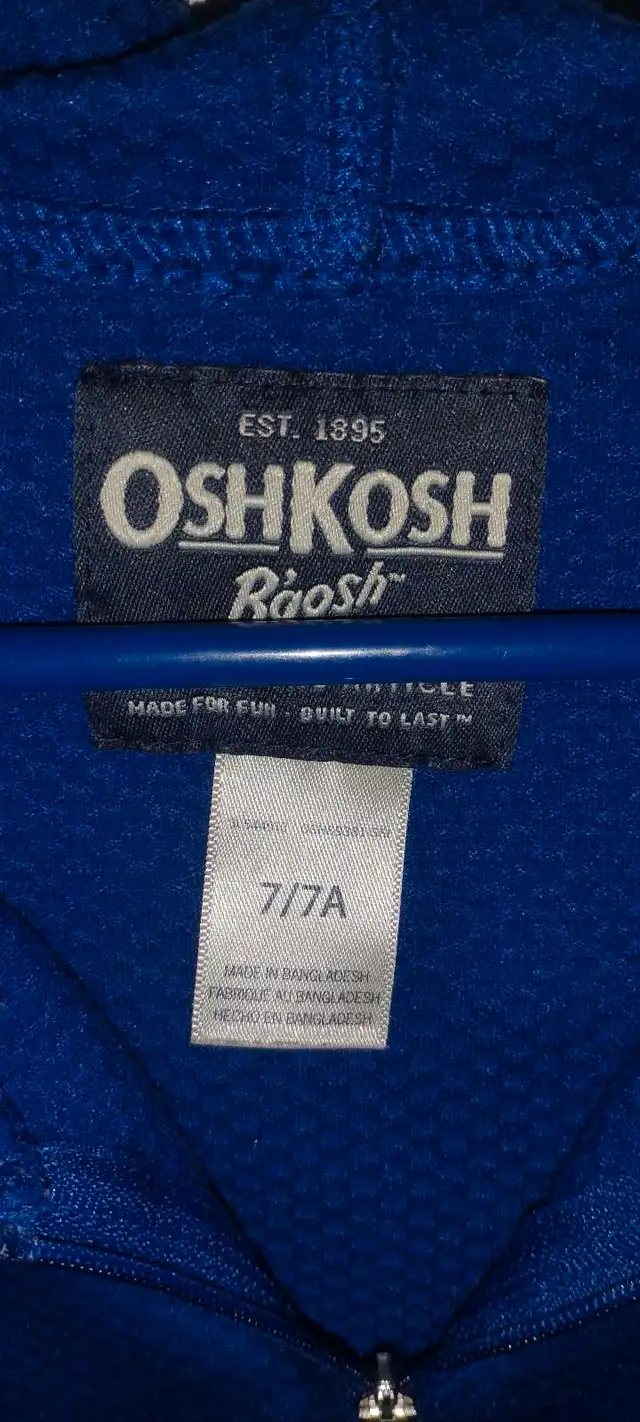 EST. 1895
OSHKOSH
B'gosh™
MADE FOR FUN - BUILT TO LAST™
7/7A
MADE IN BANGLADESH
FABRIQUÉ AU BANGLADESH
HECHO EN BANGLADESH